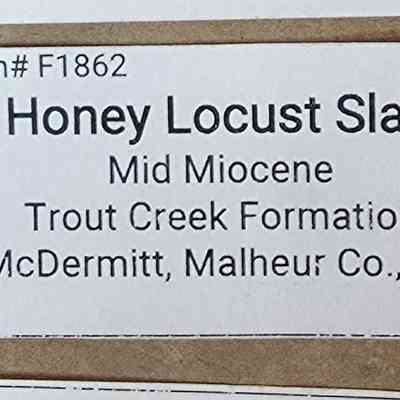 # F1862
Honey Locust Sla
Mid Miocene
Trout Creek Formatio
McDermitt, Malheur Co.,